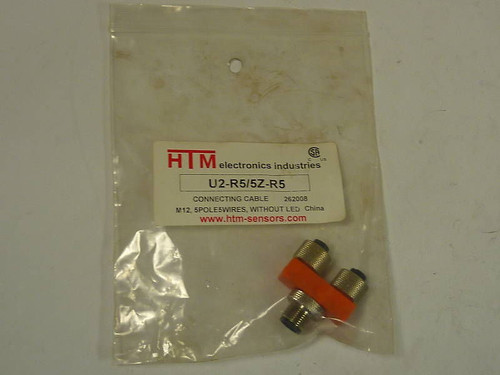 HTM electronics industries
U2-R5/5Z-R5
CONNECTING CABLE 262008
M12, 5POLE5WIRES, WITHOUT LED China
www.htm-sensors.com